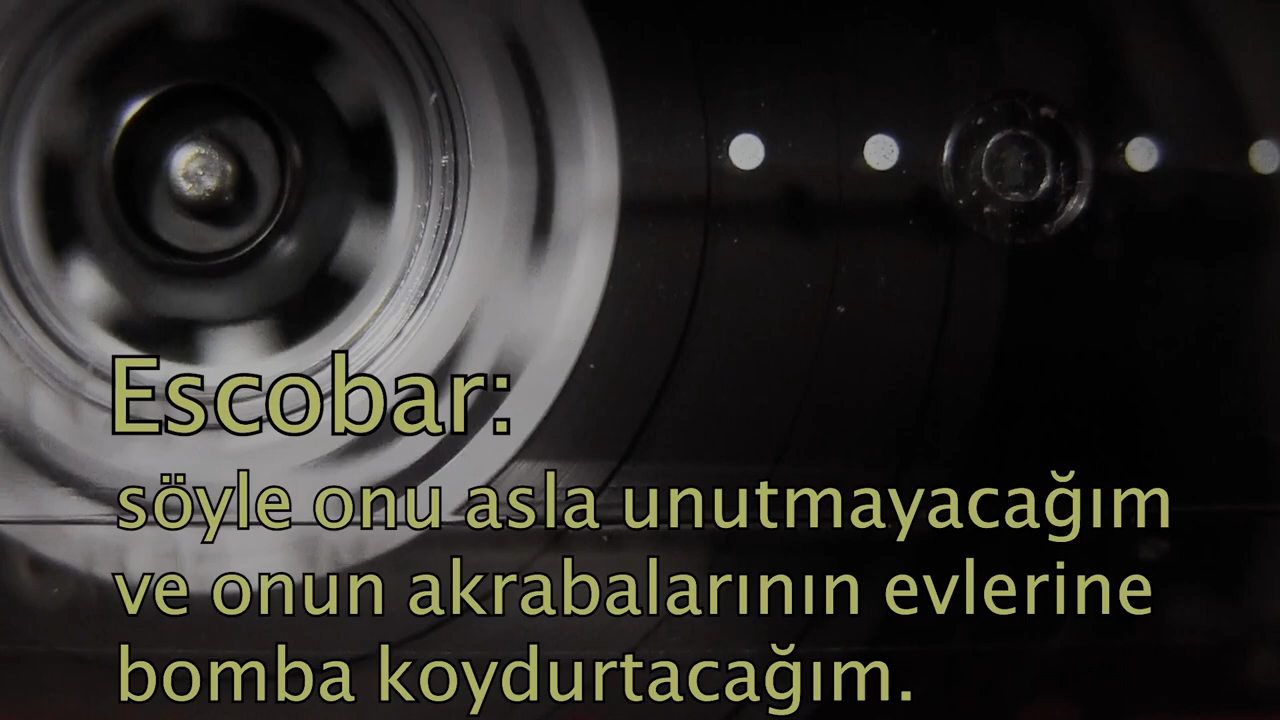 Escobar:
söyle onu asla unutmayacağım
ve onun akrabalarının evlerine
bomba koydurtacağım.